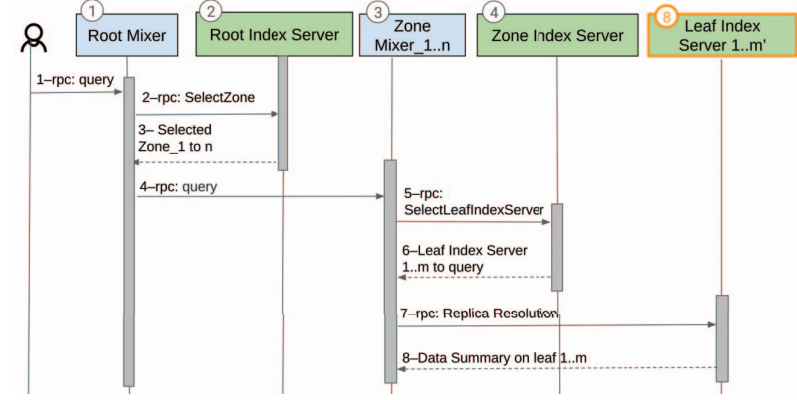 1
Root Mixer
2
Root Index Server
3
Zone
Mixer_1..n
4
Zone Index Server
8
Leaf Index
Server 1..m'
1–rpc: query
2–rpc: SelectZone
3– Selected
Zone_1 to n
4–rpc: query
5–rpc:
SelectLeafIndexServer
6–Leaf Index Server
1..m to query
7–rpc: Replica Resolution
8–Data Summary on leaf 1..m